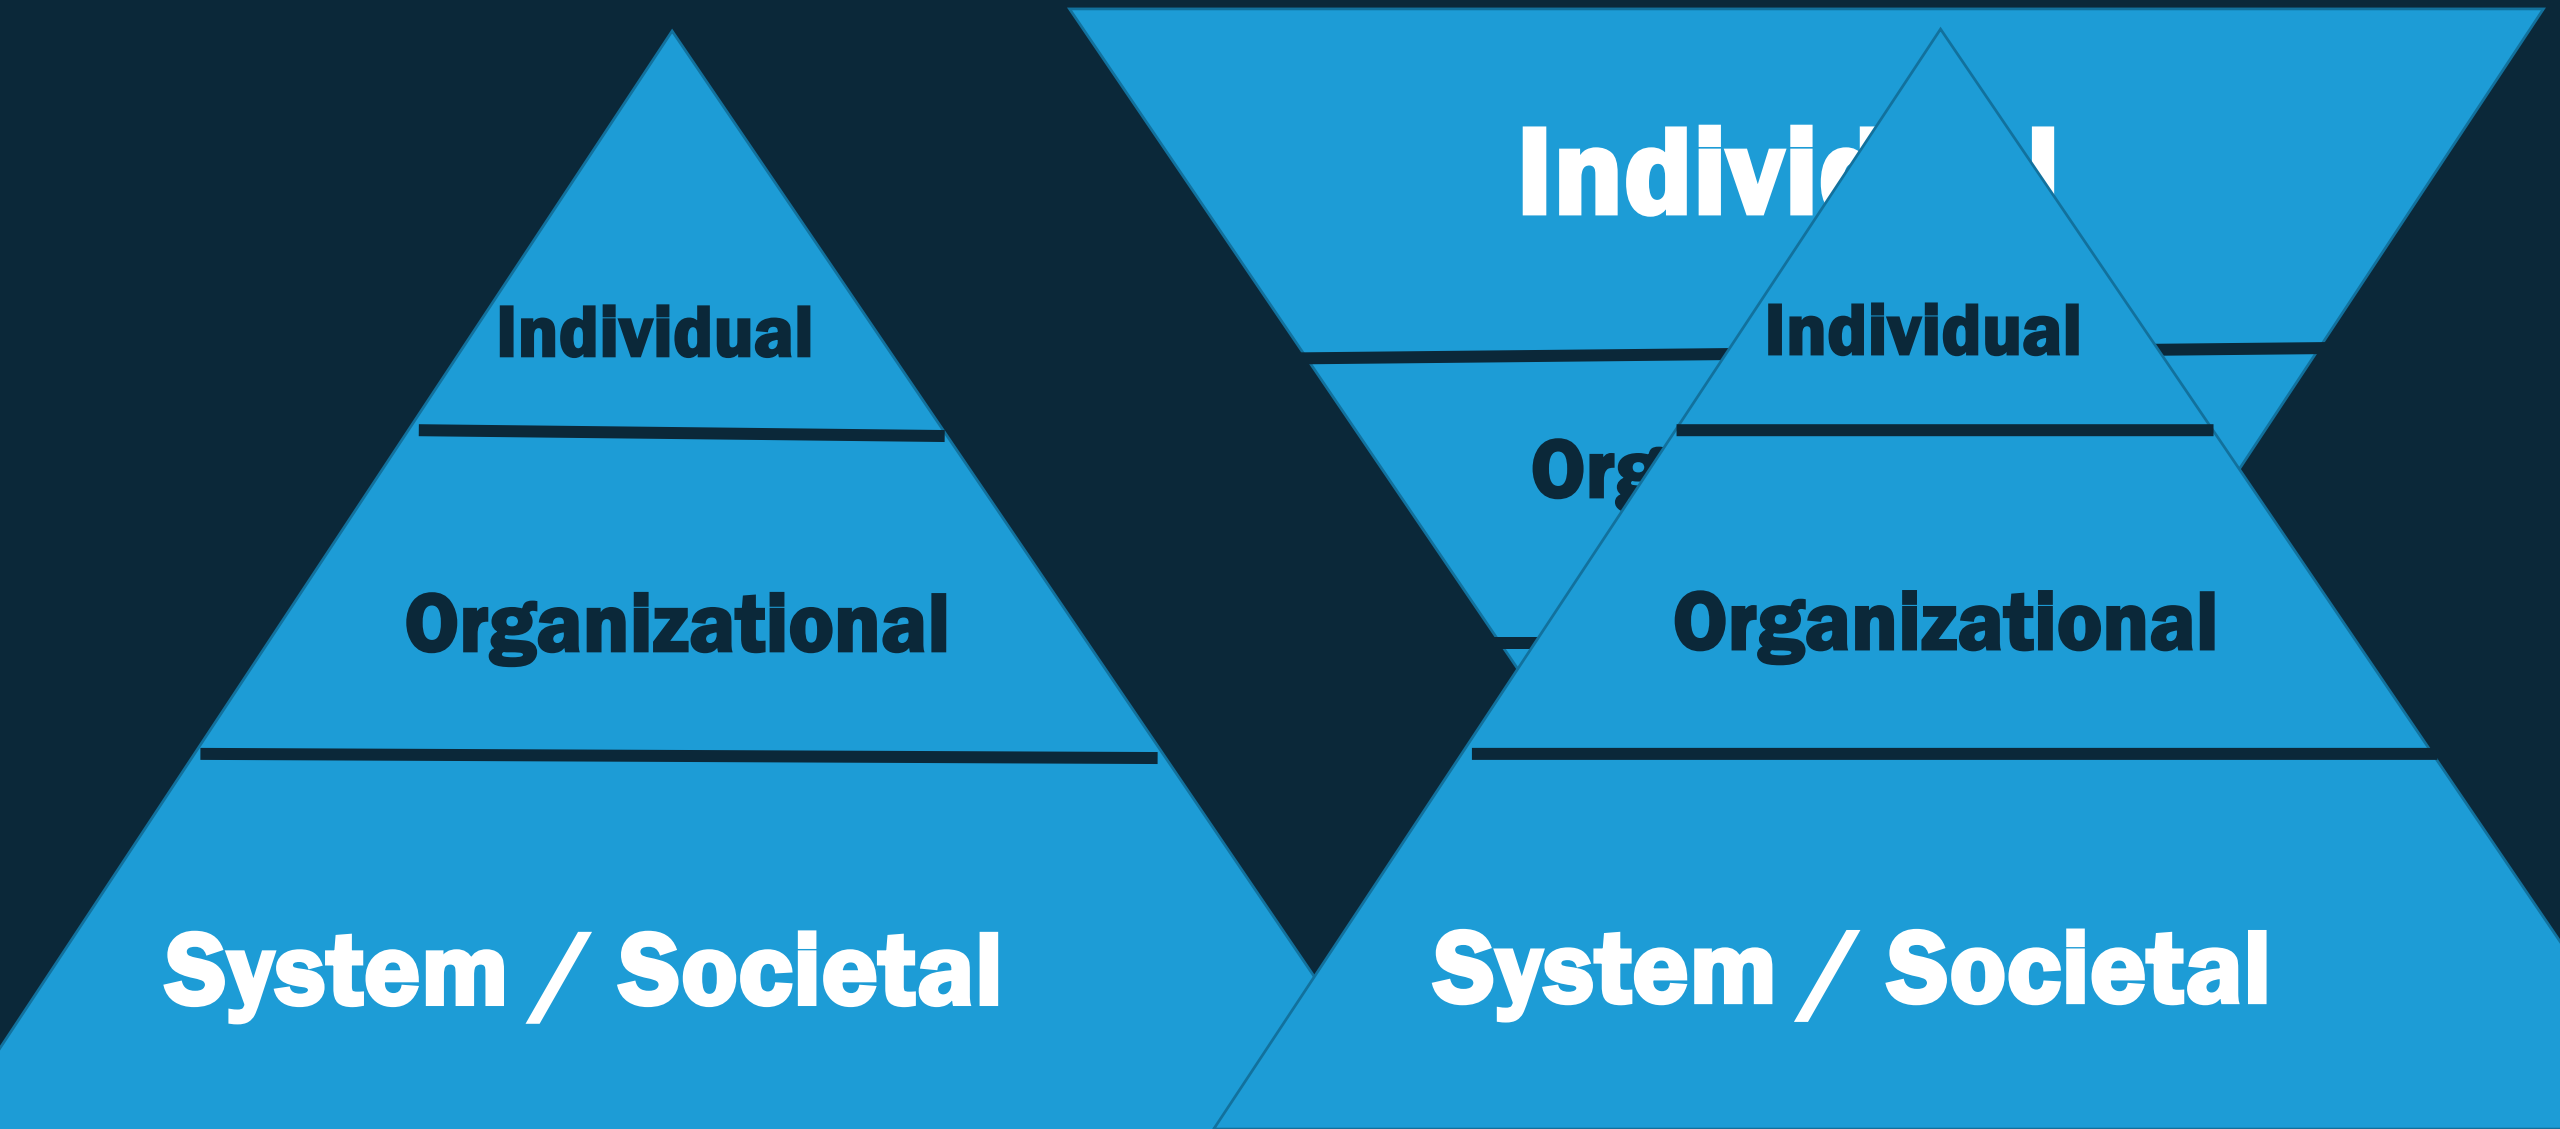 Individual
Organizational
System / Societal
Individual
Organizational
System / Societal